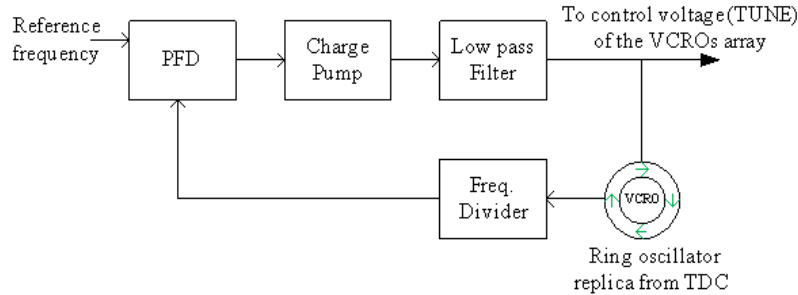 Reference
frequency
PFD
Charge
Pump
Low pass
Filter
To control voltage(TUNE)
of the VCROs array
Freq.
Divider
VCRO
Ring oscillator
replica from TDC